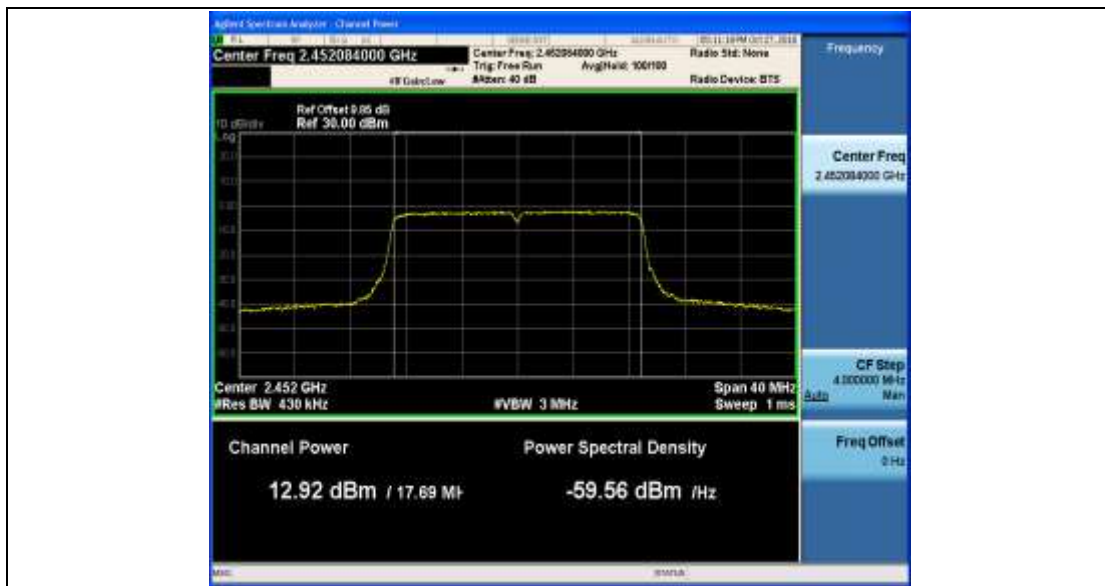 Agilent Spectrum Analyzer - Channel Power
Center Freq 2.452084000 GHz
Center Freq: 2.452084000 GHz
Radio Std: None
Trig: Free Run Avg|Hold: 100/100
#IFGain:Low #Atten: 40 dB Radio Device: BTS
Frequency
Ref Offset 9.85 dB
10 dB/div Ref 30.00 dBm
Log
Center Freq
2.452084000 GHz
Center 2.452 GHz Span 40 MHz
#Res BW 430 kHz #VBW 3 MHz Sweep 1 ms
CF Step
4.000000 MHz
Auto Man
Freq Offset
0 Hz
Channel Power Power Spectral Density
12.92 dBm / 17.69 MH -59.56 dBm /Hz
MSG STATUS